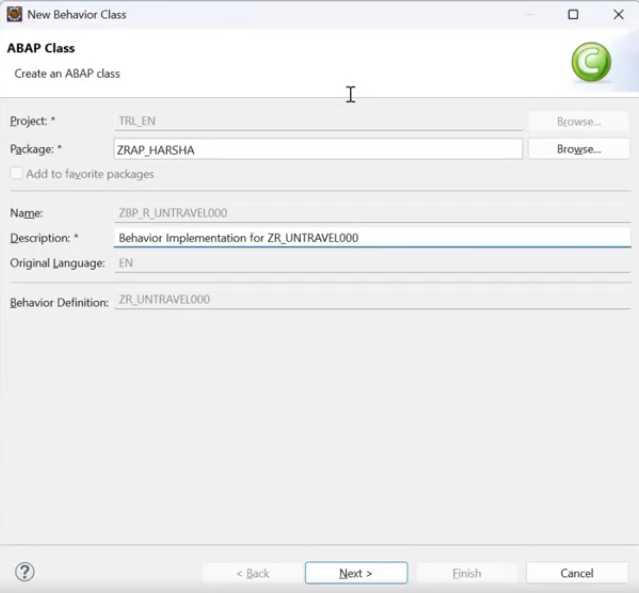 New Behavior Class
ABAP Class
Create an ABAP class
C
Project: * TRL_EN Browse...
Package: * ZRAP_HARSHA Browse...
Add to favorite packages
Name: ZBP_R_UNTRAVEL000
Description: * Behavior Implementation for ZR_UNTRAVEL000
Original Language: EN
Behavior Definition: ZR_UNTRAVEL000
? < Back Next > Finish Cancel